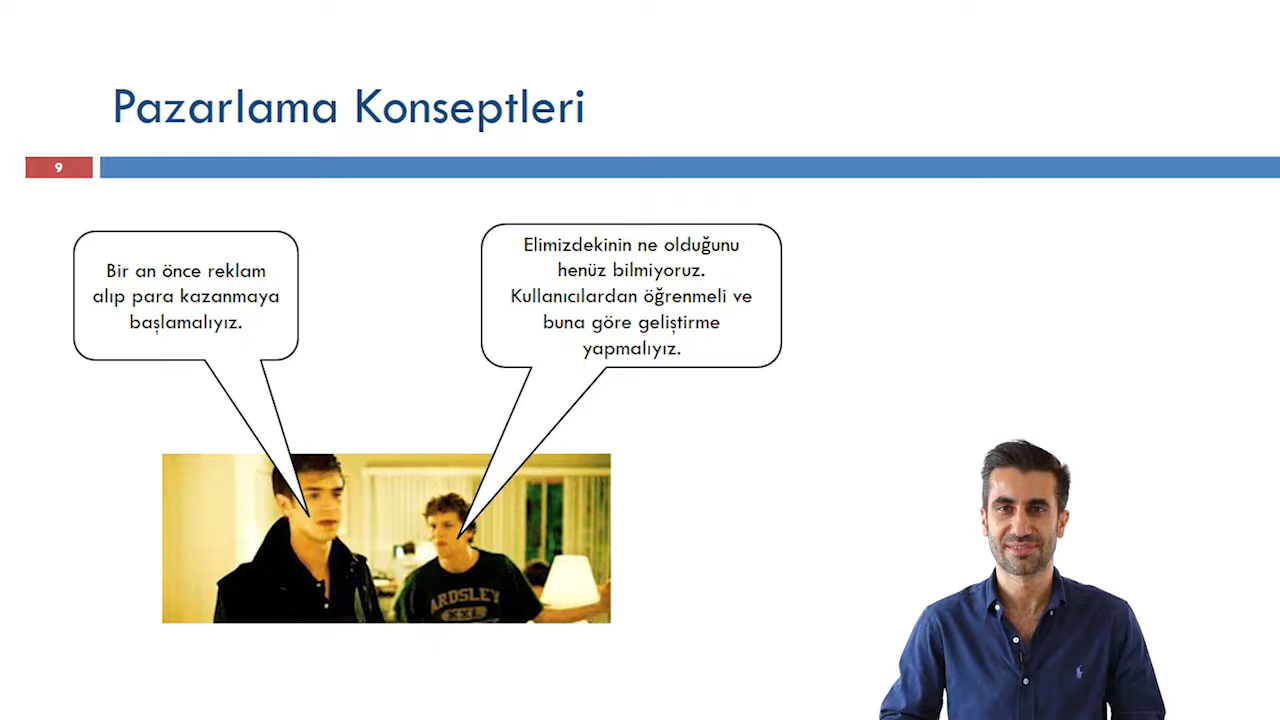 Pazarlama Konseptleri
9
Bir an önce reklam
alıp para kazanmaya
başlamalıyız.
Elimizdekinin ne olduğunu
henüz bilmiyoruz.
Kullanıcılardan öğrenmeli ve
buna göre geliştirme
yapmalıyız.
ARDSLEY
XXL